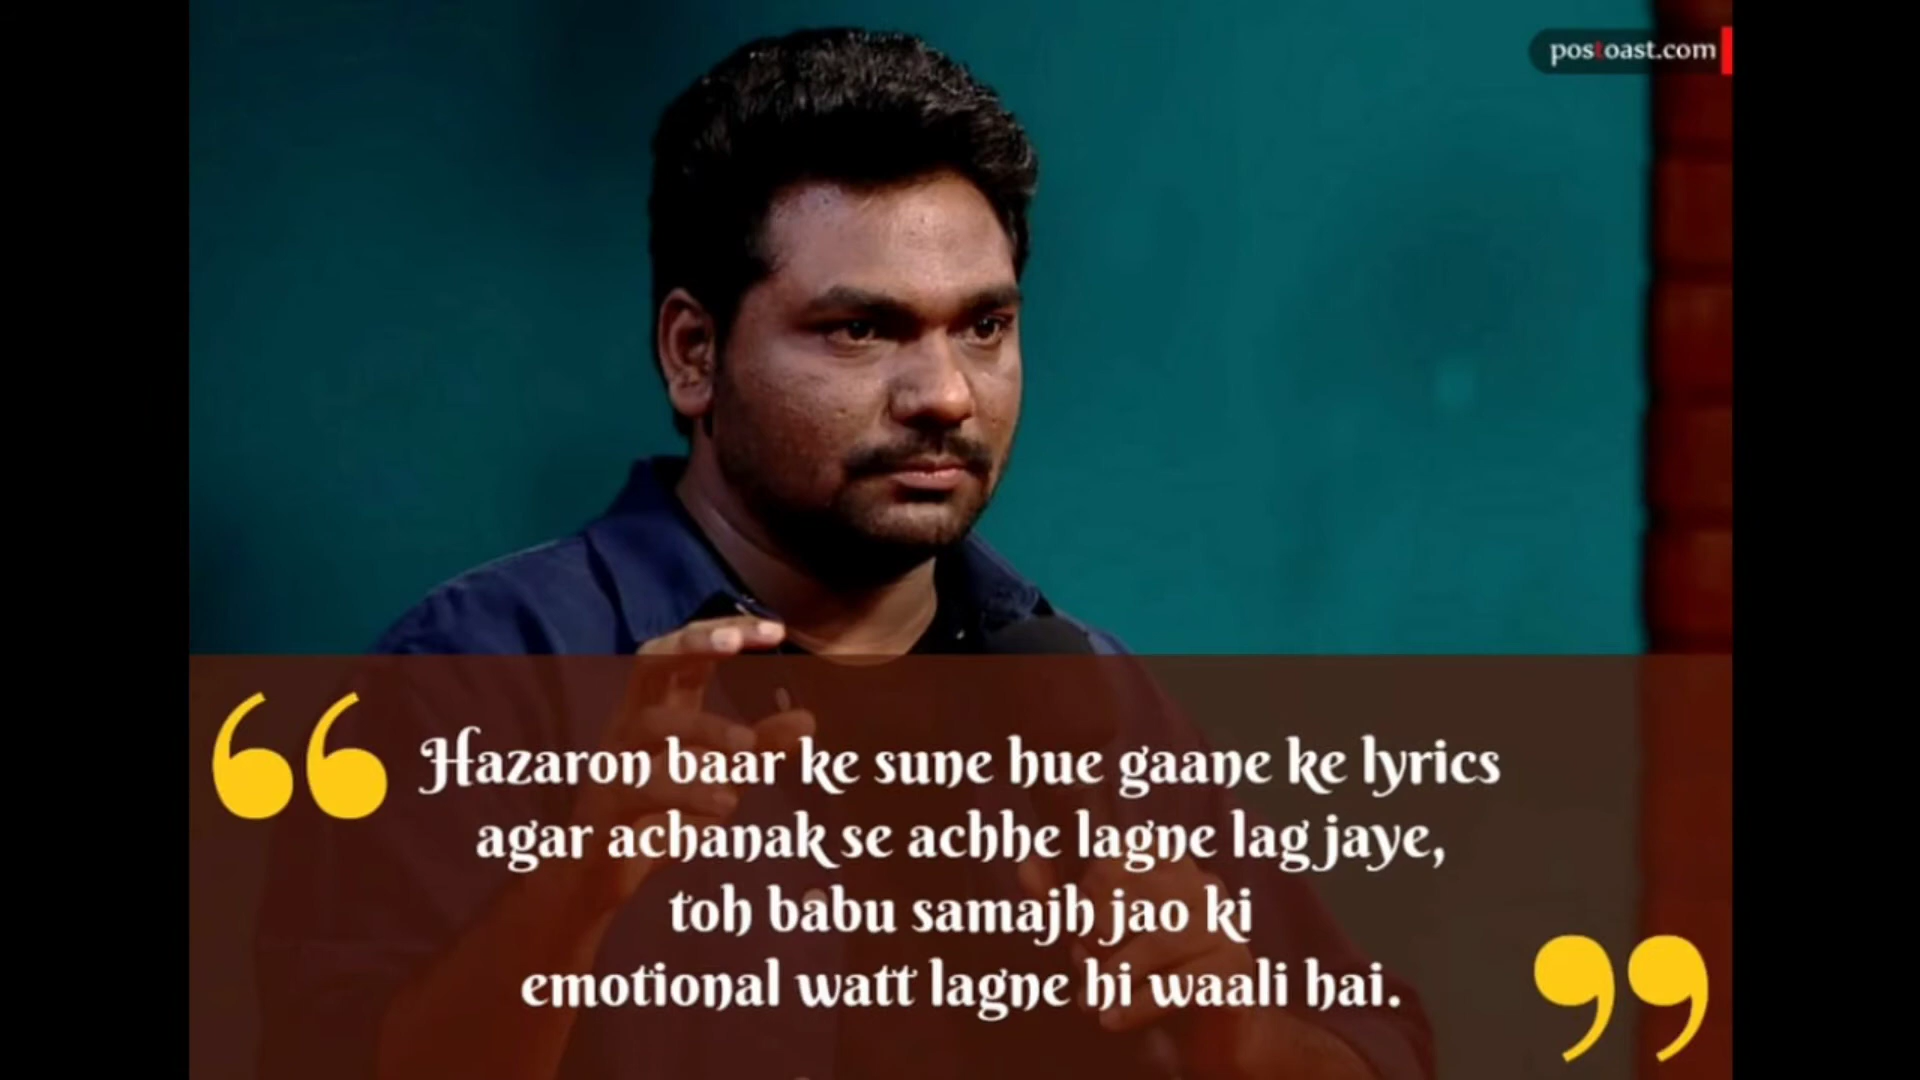 postoast.com
Hazaron baar ke sune hue gaane ke lyrics
agar achanak se achhe lagne lag jaye,
toh babu samajh jao ki
emotional watt lagne hi waali hai.